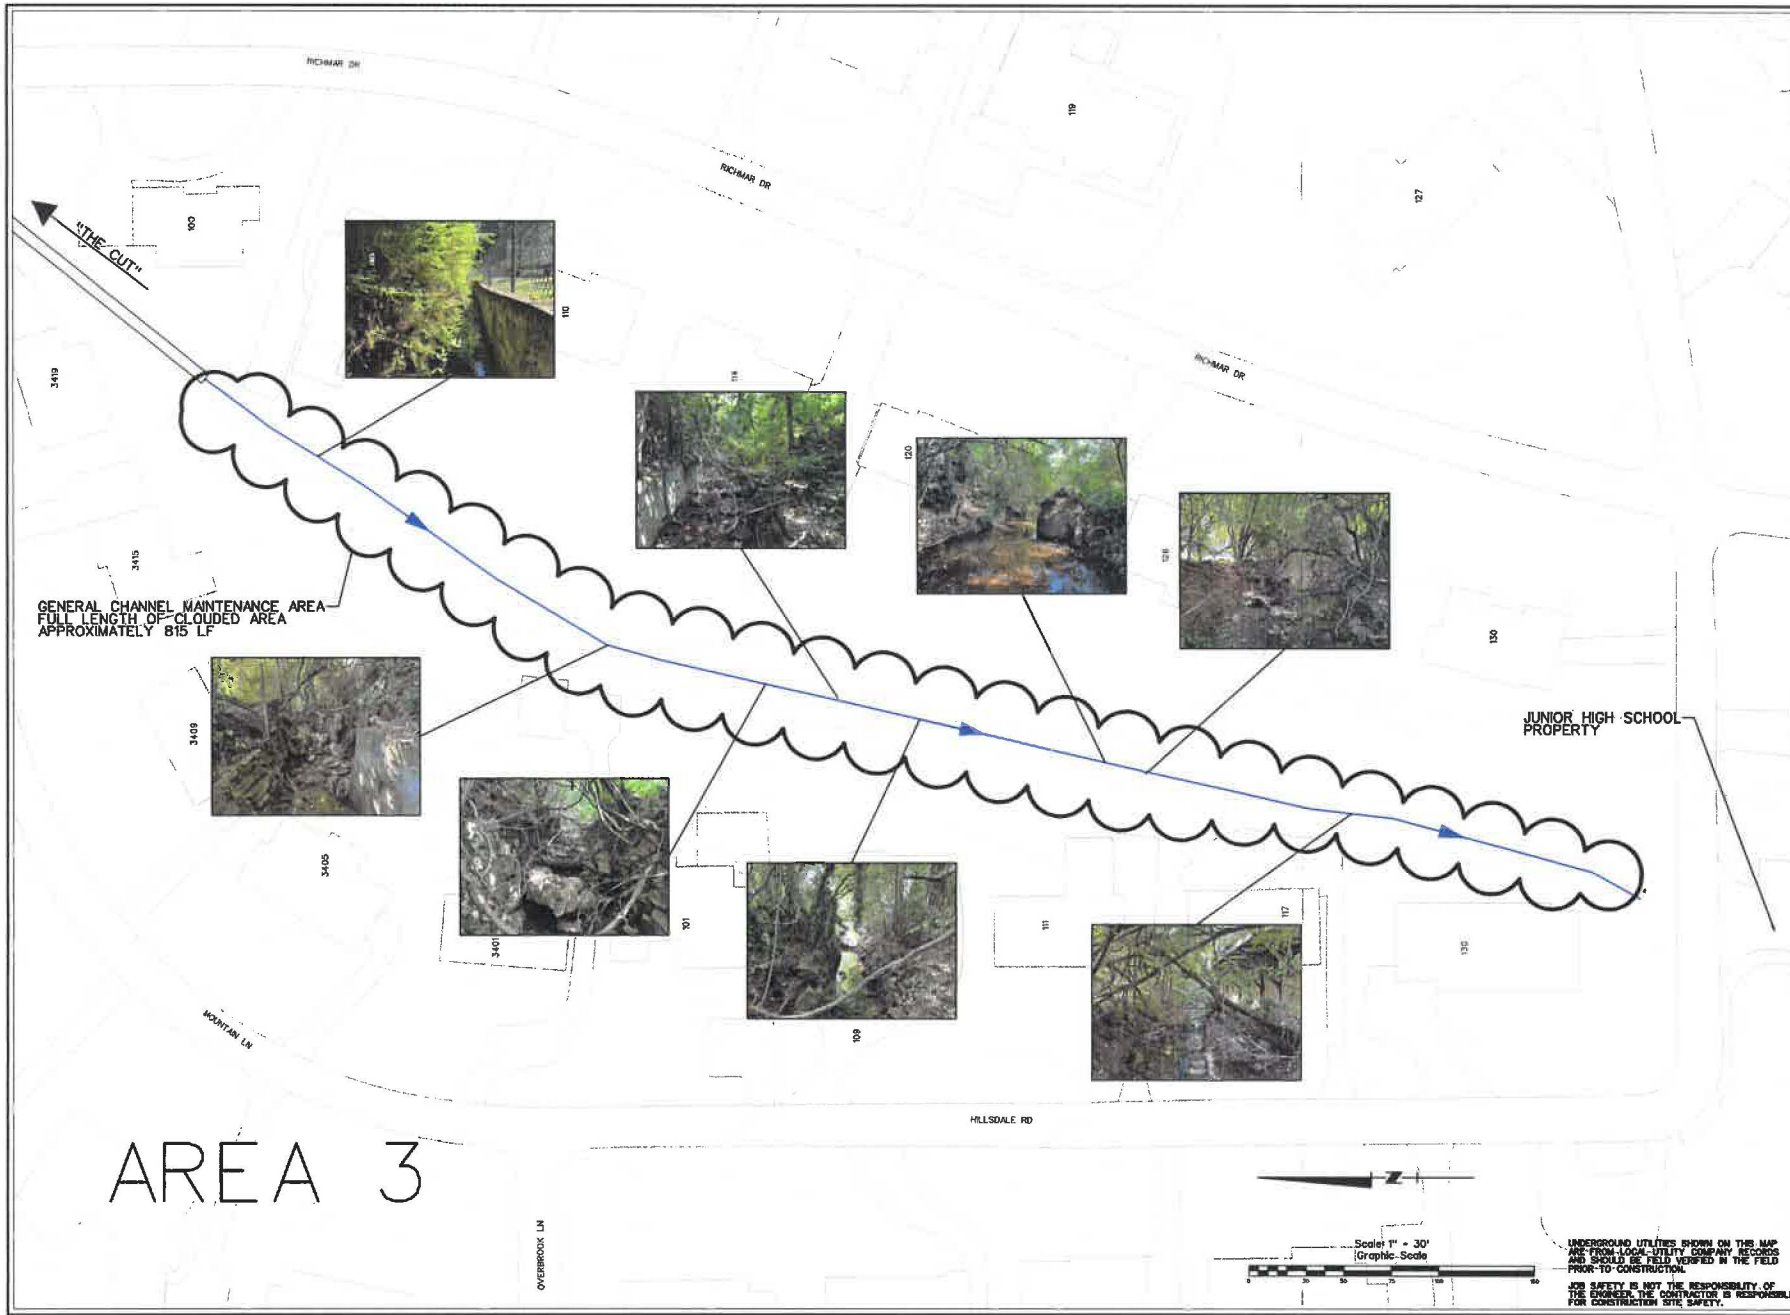 RICHMAR DR
RICHMAR DR
RICHMAR DR
119
127
100
"THE CUT"
110
3419
118
120
126
3415
GENERAL CHANNEL MAINTENANCE AREA
FULL LENGTH OF CLOUDED AREA
APPROXIMATELY 815 LF
130
JUNIOR HIGH SCHOOL
PROPERTY
3409
3405
3401
101
109
111
117
130
MOUNTAIN LN
HILLSDALE RD
AREA 3
OVERBROOK LN
N
Scale: 1" = 30'
Graphic Scale
UNDERGROUND UTILITIES SHOWN ON THIS MAP
ARE FROM LOCAL UTILITY COMPANY RECORDS
AND SHOULD BE FIELD VERIFIED IN THE FIELD
PRIOR TO CONSTRUCTION.
JOB SAFETY IS NOT THE RESPONSIBILITY OF
THE ENGINEER. THE CONTRACTOR IS RESPONSIBLE
FOR CONSTRUCTION SITE SAFETY.